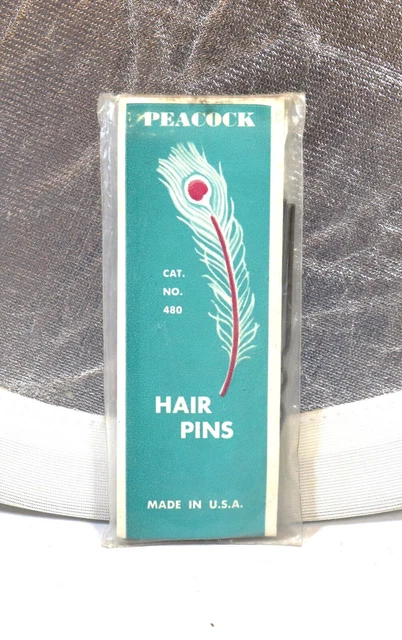 PEACOCK
CAT.
NO.
480
HAIR
PINS
MADE IN U.S.A.